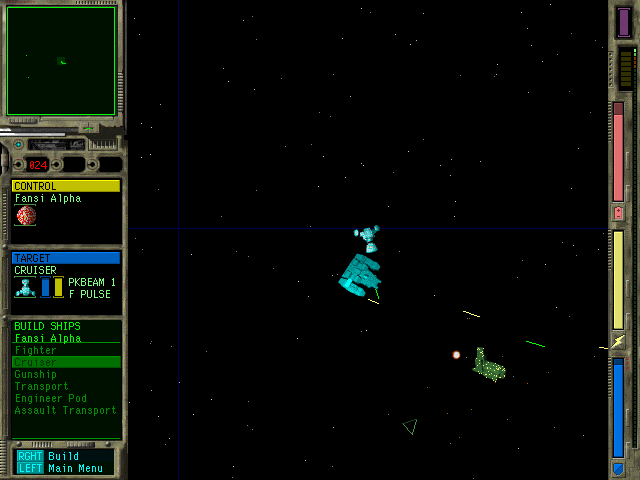 024
CONTROL
Fansi Alpha
TARGET
CRUISER
PKBEAM 1
F PULSE
BUILD SHIPS
Fansi Alpha
Fighter
Cruiser
Gunship
Transport
Engineer Pod
Assault Transport
RGHT Build
LEFT Main Menu